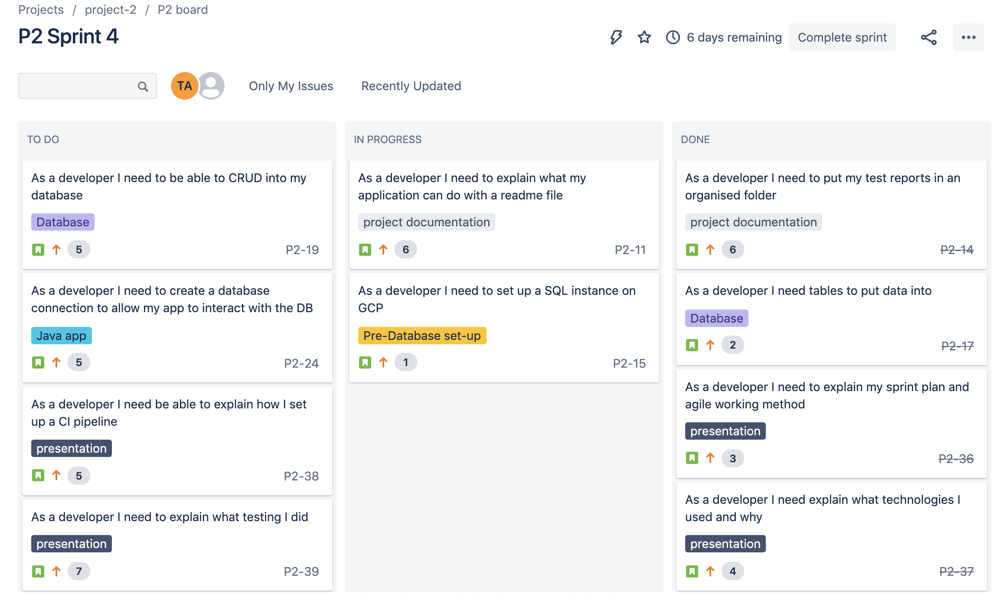 Projects / project-2 / P2 board
P2 Sprint 4
6 days remaining
Complete sprint
TA
Only My Issues
Recently Updated
TO DO
As a developer I need to be able to CRUD into my
database
Database
5
P2-19
As a developer I need to create a database
connection to allow my app to interact with the DB
Java app
5
P2-24
As a developer I need be able to explain how I set
up a CI pipeline
presentation
5
P2-38
As a developer I need to explain what testing I did
presentation
7
P2-39
IN PROGRESS
As a developer I need to explain what my
application can do with a readme file
project documentation
6
P2-11
As a developer I need to set up a SQL instance on
GCP
Pre-Database set-up
1
P2-15
DONE
As a developer I need to put my test reports in an
organised folder
project documentation
6
P2-14
As a developer I need tables to put data into
Database
2
P2-17
As a developer I need to explain my sprint plan and
agile working method
presentation
3
P2-36
As a developer I need explain what technologies I
used and why
presentation
4
P2-37